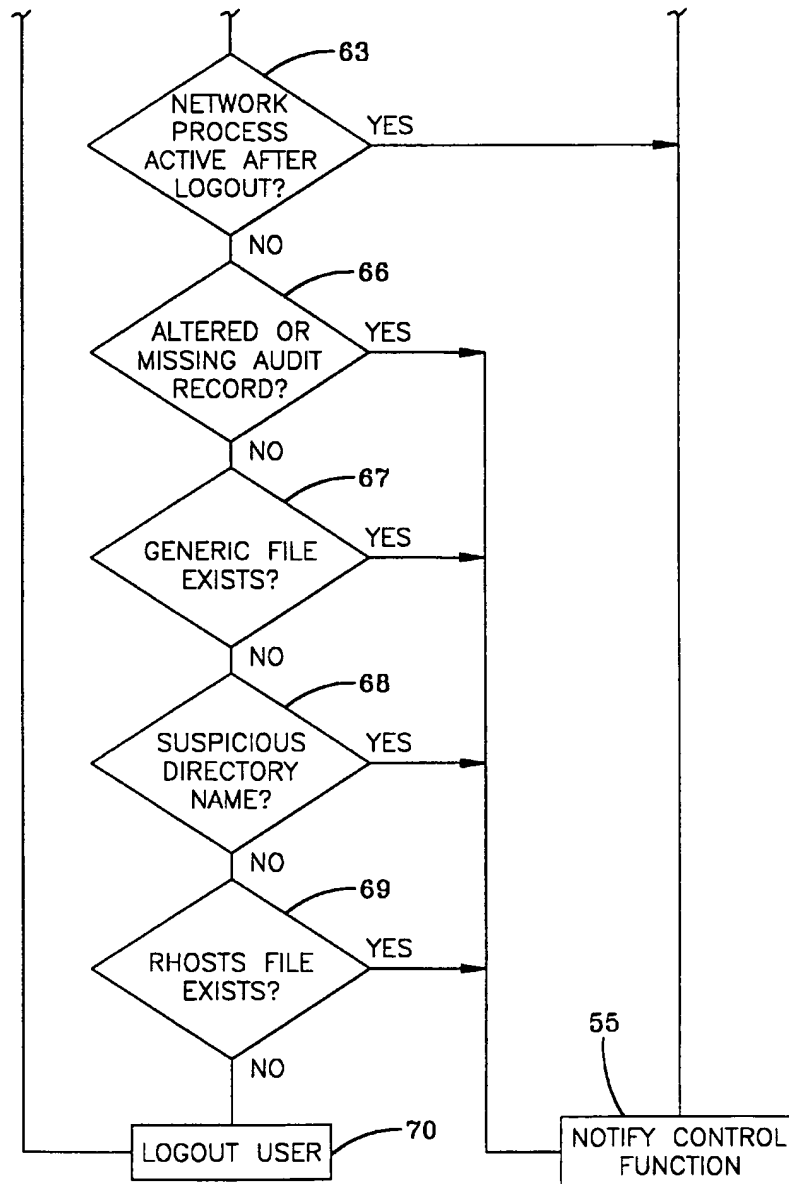 63
NETWORK
PROCESS
ACTIVE AFTER
LOGOUT?
YES
NO
66
ALTERED OR
MISSING AUDIT
RECORD?
YES
NO
67
GENERIC FILE
EXISTS?
YES
NO
68
SUSPICIOUS
DIRECTORY
NAME?
YES
NO
69
RHOSTS FILE
EXISTS?
YES
NO
55
LOGOUT USER
70
NOTIFY CONTROL
FUNCTION